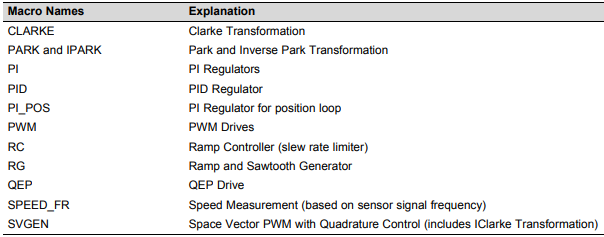 Macro Names Explanation
CLARKE Clarke Transformation
PARK and IPARK Park and Inverse Park Transformation
PI PI Regulators
PID PID Regulator
PI_POS PI Regulator for position loop
PWM PWM Drives
RC Ramp Controller (slew rate limiter)
RG Ramp and Sawtooth Generator
QEP QEP Drive
SPEED_FR Speed Measurement (based on sensor signal frequency)
SVGEN Space Vector PWM with Quadrature Control (includes IClarke Transformation)